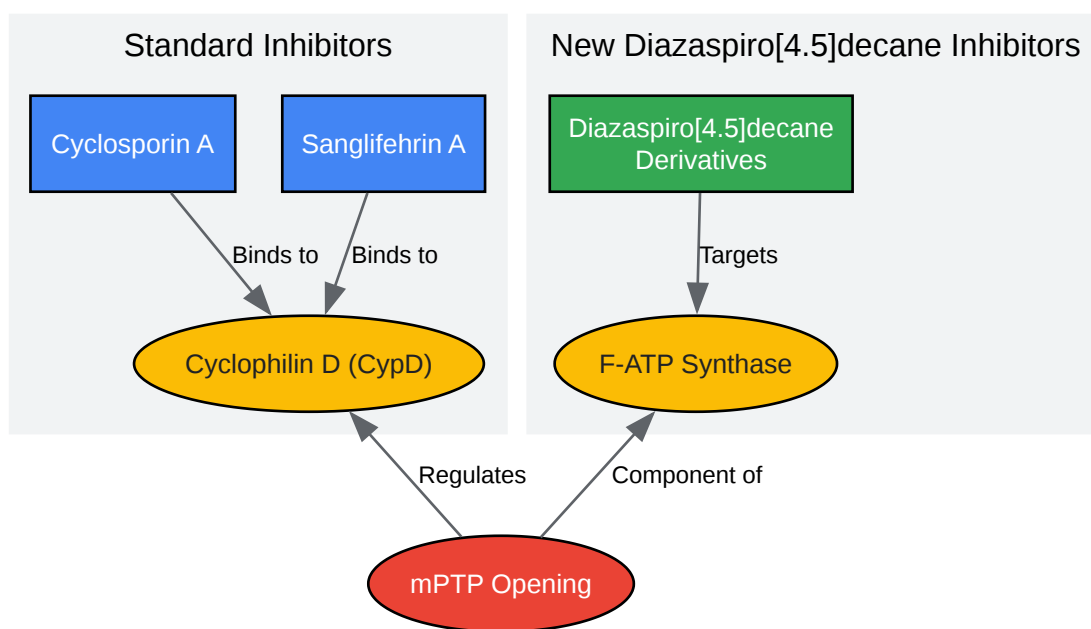 Standard Inhibitors
New Diazaspiro[4.5]decane Inhibitors
Cyclosporin A
Sanglifehrin A
Diazaspiro[4.5]decane
Derivatives
Binds to
Binds to
Targets
Cyclophilin D (CypD)
F-ATP Synthase
Regulates
Component of
mPTP Opening